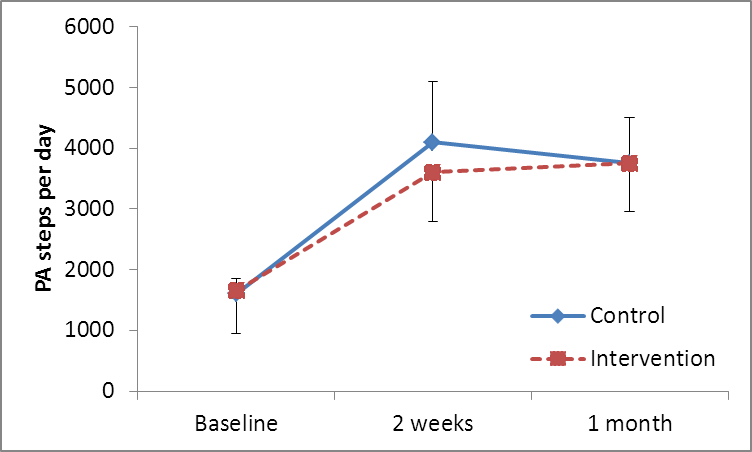 PA steps per day
6000
5000
4000
3000
2000
1000
0
Baseline
2 weeks
1 month
Control
Intervention